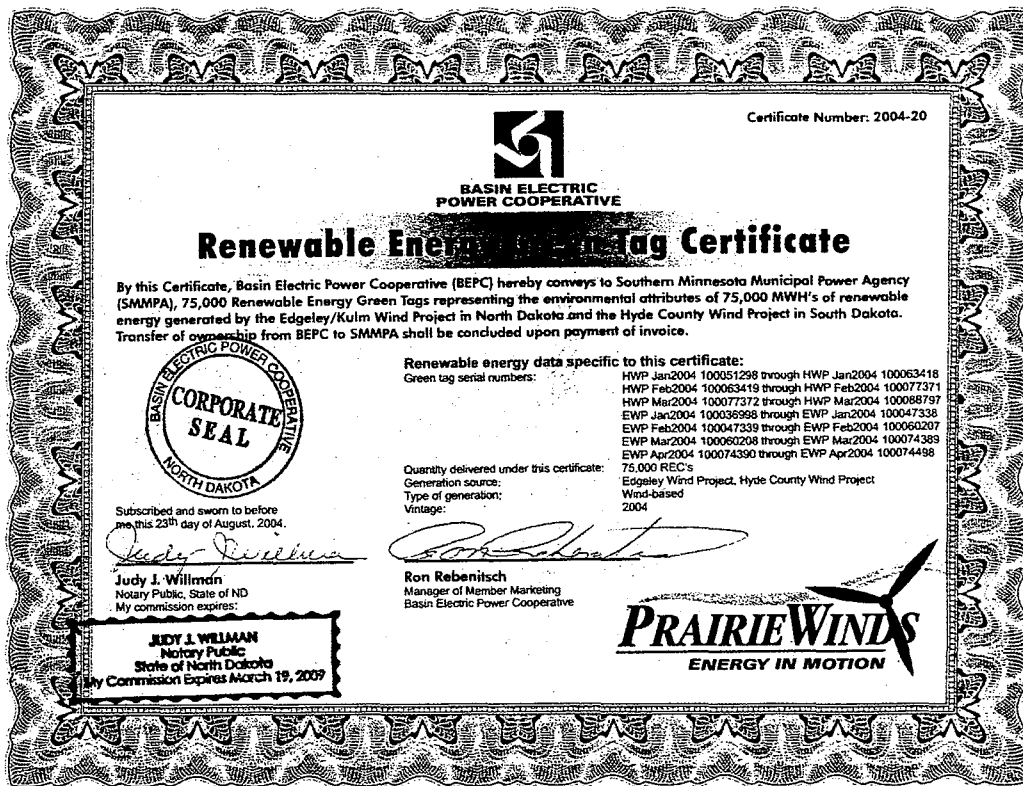 Certificate Number: 2004-20
BASIN ELECTRIC
POWER COOPERATIVE
Renewable Energy Green Tag Certificate
By this Certificate, Basin Electric Power Cooperative (BEPC) hereby conveys to Southern Minnesota Municipal Power Agency
(SMMPA), 75,000 Renewable Energy Green Tags representing the environmental attributes of 75,000 MWH's of renewable
energy generated by the Edgeley/Kulm Wind Project in North Dakota and the Hyde County Wind Project in South Dakota.
Transfer of ownership from BEPC to SMMPA shall be concluded upon payment of invoice.
BASIN ELECTRIC POWER COOPERATIVE
CORPORATE
SEAL
NORTH DAKOTA
Renewable energy data specific to this certificate:
Green tag serial numbers: HWP Jan2004 100051298 through HWP Jan2004 100063418
HWP Feb2004 100063419 through HWP Feb2004 100077371
HWP Mar2004 100077372 through HWP Mar2004 100088797
EWP Jan2004 100036998 through EWP Jan2004 100047338
EWP Feb2004 100047339 through EWP Feb2004 100060207
EWP Mar2004 100060208 through EWP Mar2004 100074389
EWP Apr2004 100074390 through EWP Apr2004 100074498
Quantity delivered under this certificate: 75,000 REC's
Generation source: Edgeley Wind Project, Hyde County Wind Project
Type of generation: Wind-based
Vintage: 2004
Subscribed and sworn to before
me this 23th day of August, 2004.
Judy J. Willman
Judy J. Willman
Notary Public, State of ND
My commission expires:
Ron Rebenitsch
Ron Rebenitsch
Manager of Member Marketing
Basin Electric Power Cooperative
JUDY J. WILLMAN
Notary Public
State of North Dakota
My Commission Expires March 19, 2009
PRAIRIEWINDS
ENERGY IN MOTION